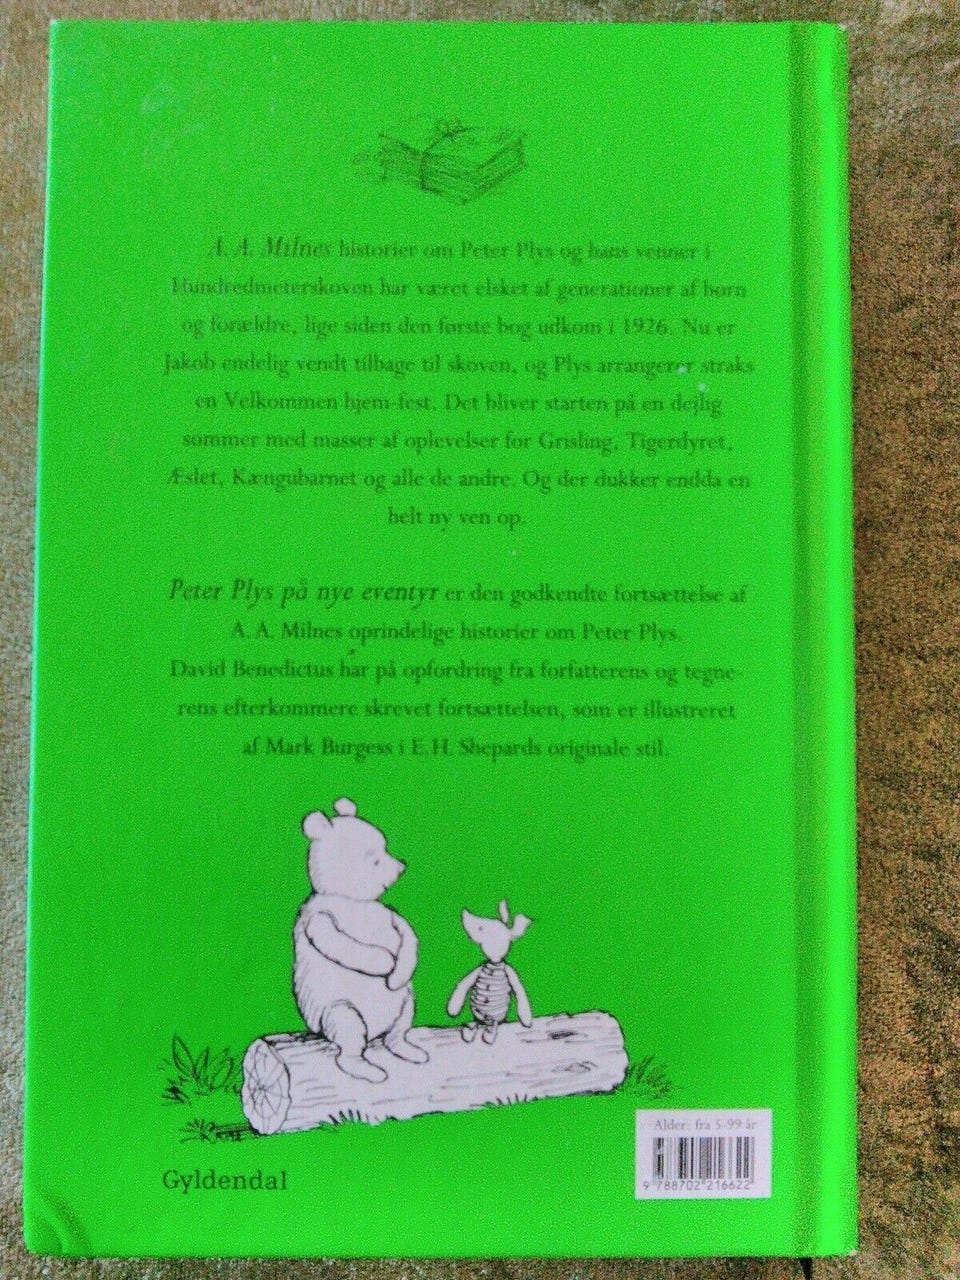 A. A. Milnes historier om Peter Plys og hans venner i
Hundredmeterskoven har været elsket af generationer af børn
og forældre, lige siden den første bog udkom i 1926. Nu er
Jakob endelig vendt tilbage til skoven, og Plys arrangerer straks
en Velkommen hjem-fest. Det bliver starten på en dejlig
sommer med masser af oplevelser for Grisling, Tigerdyret,
Æslet, Kængubarnet og alle de andre. Og der dukker endda en
helt ny ven op.
Peter Plys på nye eventyr er den godkendte fortsættelse af
A. A. Milnes oprindelige historier om Peter Plys.
David Benedictus har på opfordring fra forfatterens og tegne-
rens efterkommere skrevet fortsættelsen, som er illustreret
af Mark Burgess i E. H. Shepards originale stil.
Gyldendal
Alder: fra 5-99 år
9 788702 216622